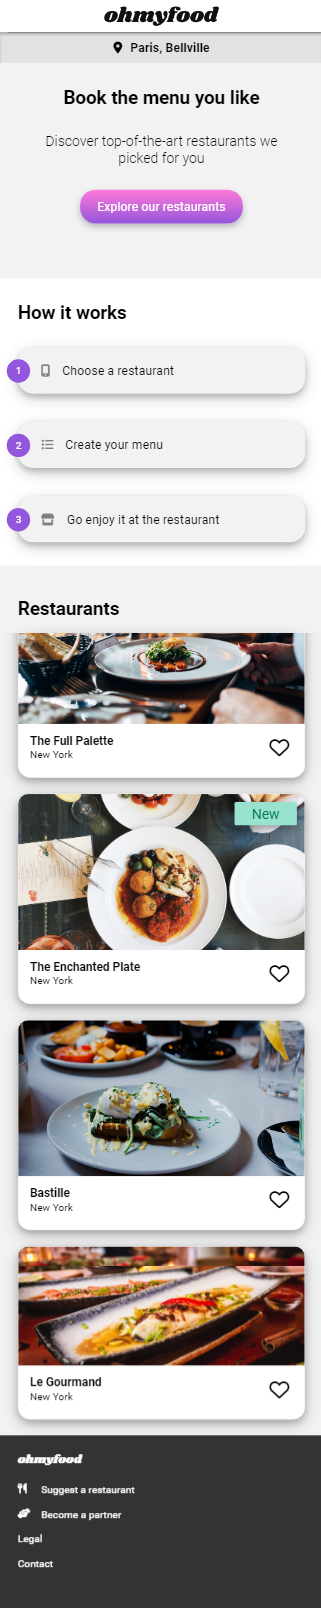 ohmyfood
Paris, Bellville
Book the menu you like
Discover top-of-the-art restaurants we
picked for you
Explore our restaurants
How it works
1 Choose a restaurant
2 Create your menu
3 Go enjoy it at the restaurant
Restaurants
The Full Palette
New York
New
The Enchanted Plate
New York
Bastille
New York
Le Gourmand
New York
ohmyfood
Suggest a restaurant
Become a partner
Legal
Contact